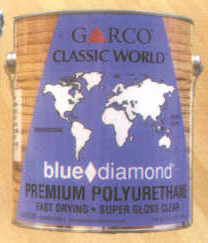 GARCO
CLASSIC WORLD
blue diamond
PREMIUM POLYURETHANE
FAST DRYING • SUPER GLOSS CLEAR